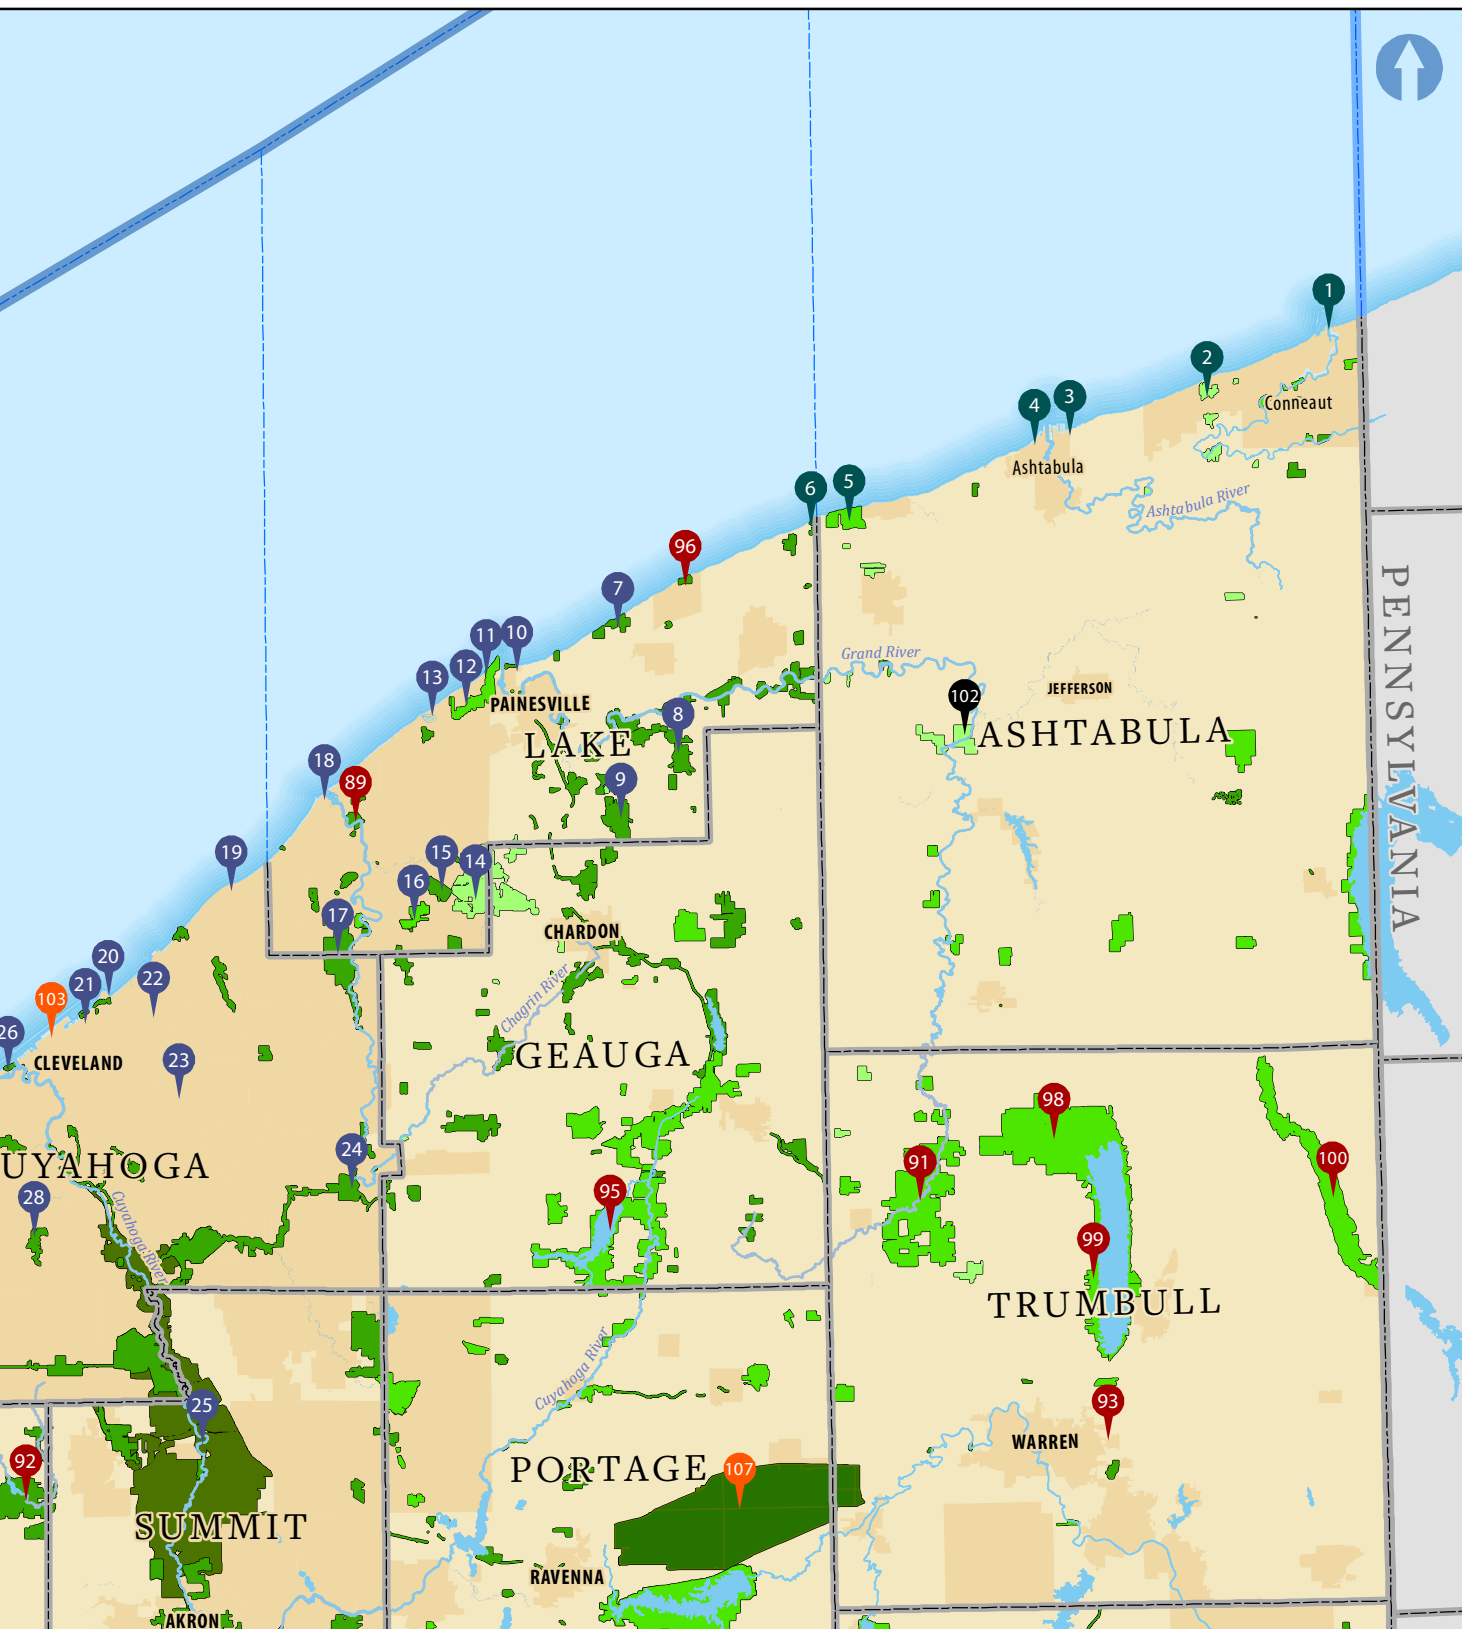 1
2
Conneaut
3
4
Ashtabula
5
6
Ashtabula River
96
PENNSYLVANIA
7
10
11
12
13
Grand River
JEFFERSON
102
PAINESVILLE
8
LAKE
ASHTABULA
18
89
9
19
15
14
16
17
CHARDON
20
21
22
103
Chagrin River
26
CLEVELAND
23
GEAUGA
98
24
91
100
UYAHOGA
28
95
Cuyahoga River
99
TRUMBULL
Cuyahoga River
25
93
WARREN
92
PORTAGE
107
SUMMIT
RAVENNA
AKRON